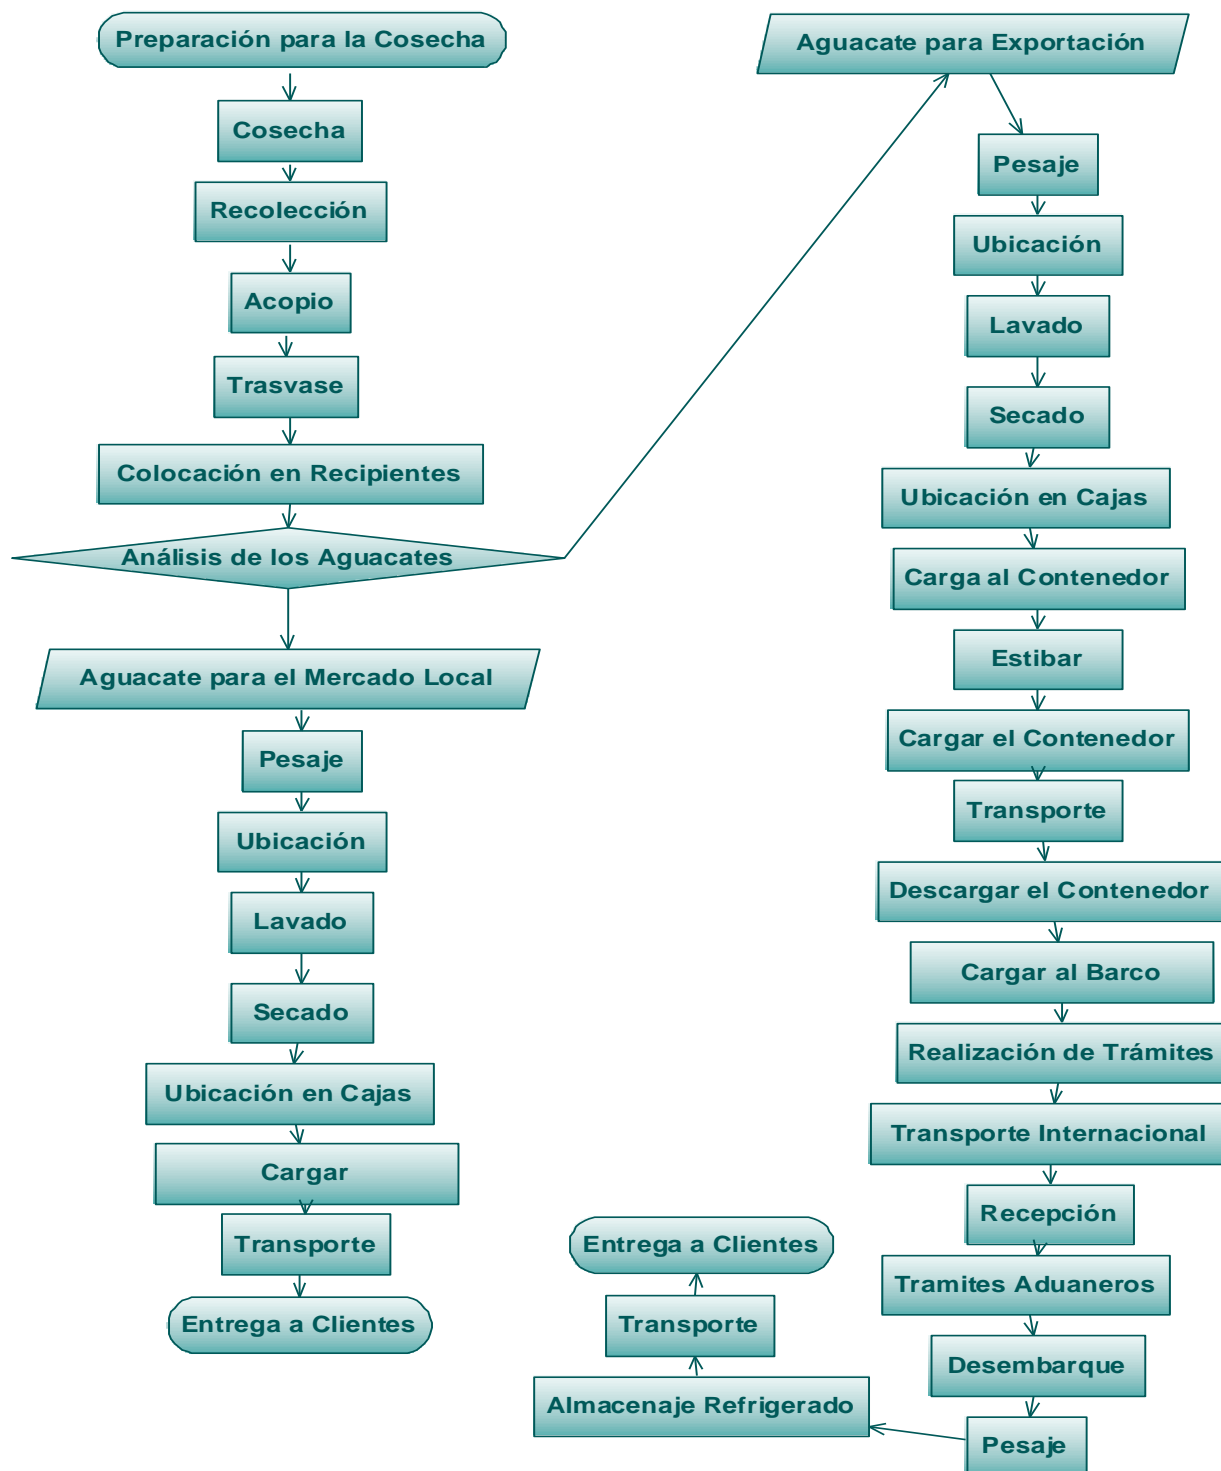 Preparación para la Cosecha
Cosecha
Recolección
Acopio
Trasvase
Colocación en Recipientes
Análisis de los Aguacates
Aguacate para el Mercado Local
Pesaje
Ubicación
Lavado
Secado
Ubicación en Cajas
Cargar
Transporte
Entrega a Clientes
Aguacate para Exportación
Pesaje
Ubicación
Lavado
Secado
Ubicación en Cajas
Carga al Contenedor
Estibar
Cargar el Contenedor
Transporte
Descargar el Contenedor
Cargar al Barco
Realización de Trámites
Transporte Internacional
Recepción
Tramites Aduaneros
Desembarque
Pesaje
Almacenaje Refrigerado
Transporte
Entrega a Clientes